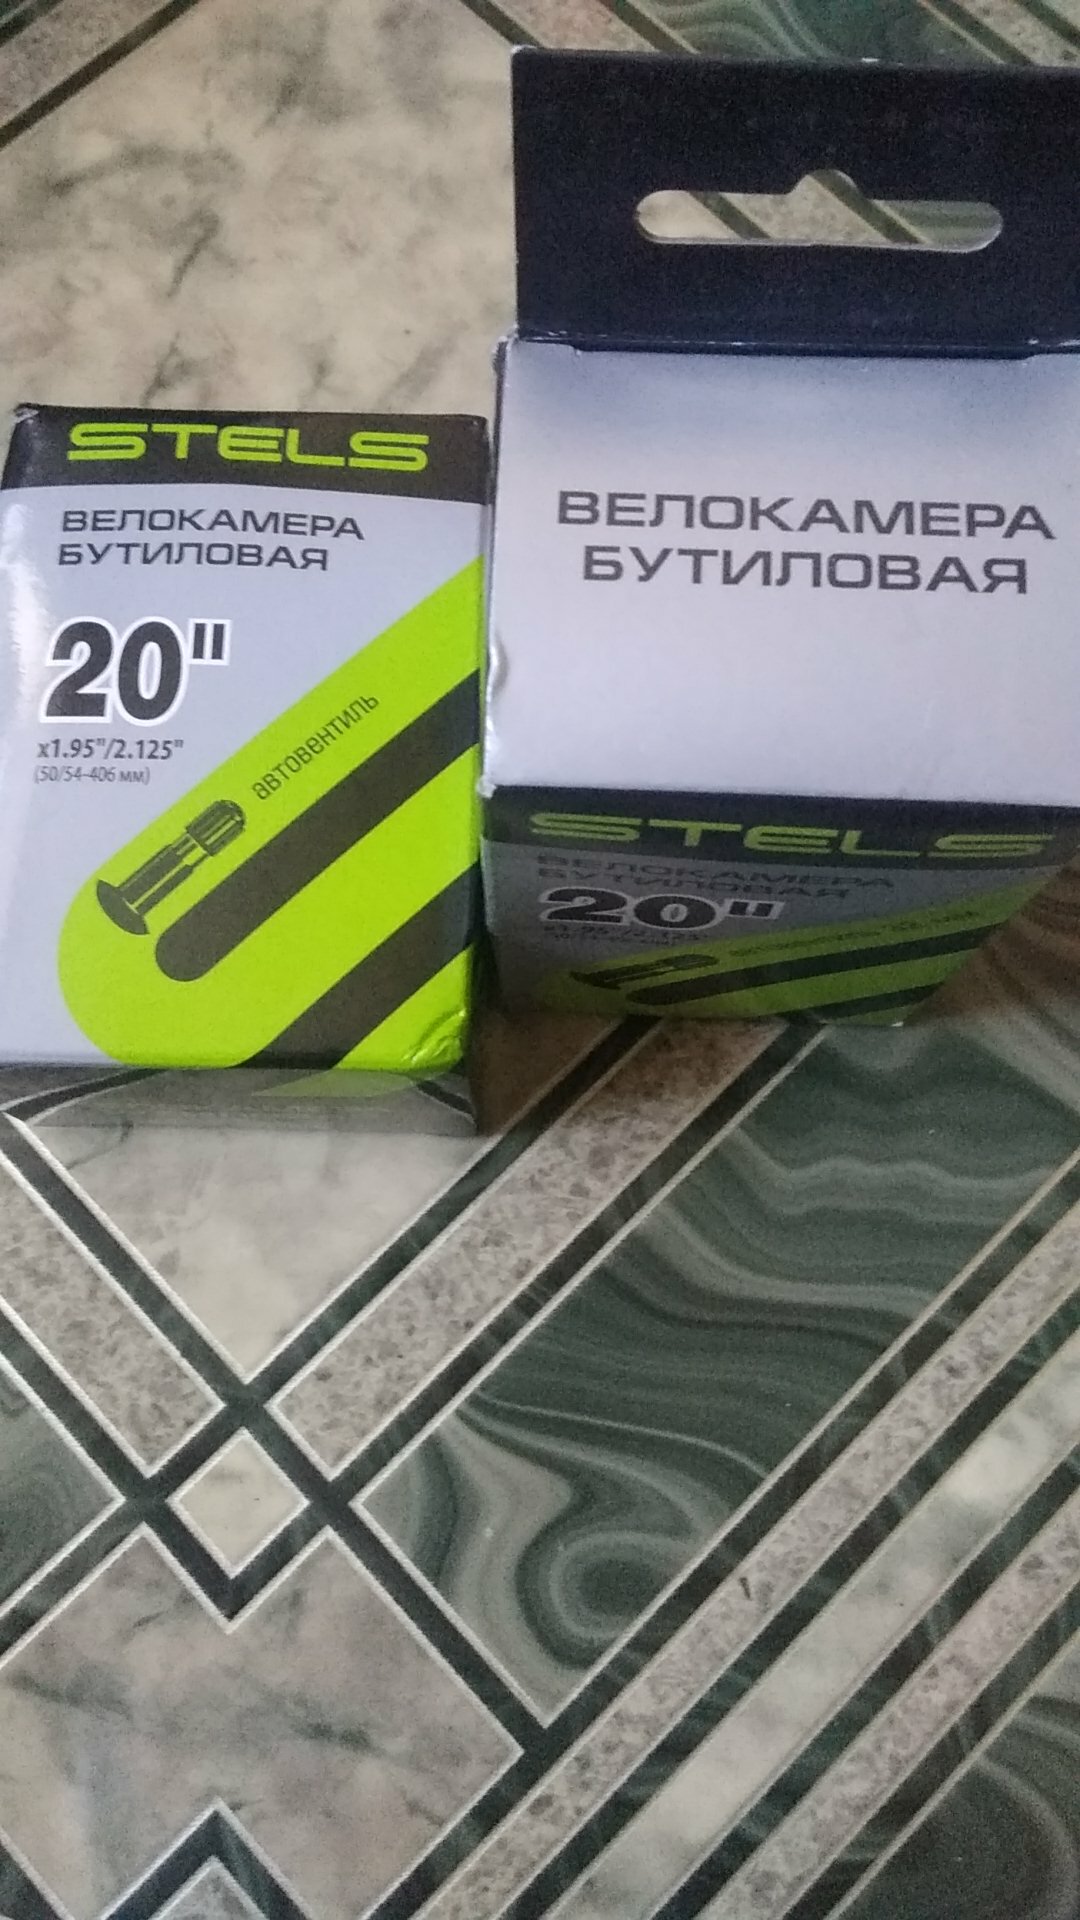 STELS
ВЕЛОКАМЕРА
БУТИЛОВАЯ
20"
x1.95"/2.125"
(50/54-406 мм)
автовентиль
ВЕЛОКАМЕРА
БУТИЛОВАЯ
STELS
ВЕЛОКАМЕРА
БУТИЛОВАЯ
20"